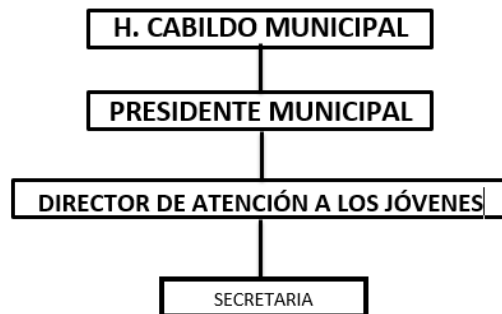 H. CABILDO MUNICIPAL
PRESIDENTE MUNICIPAL
DIRECTOR DE ATENCIÓN A LOS JÓVENES
SECRETARIA